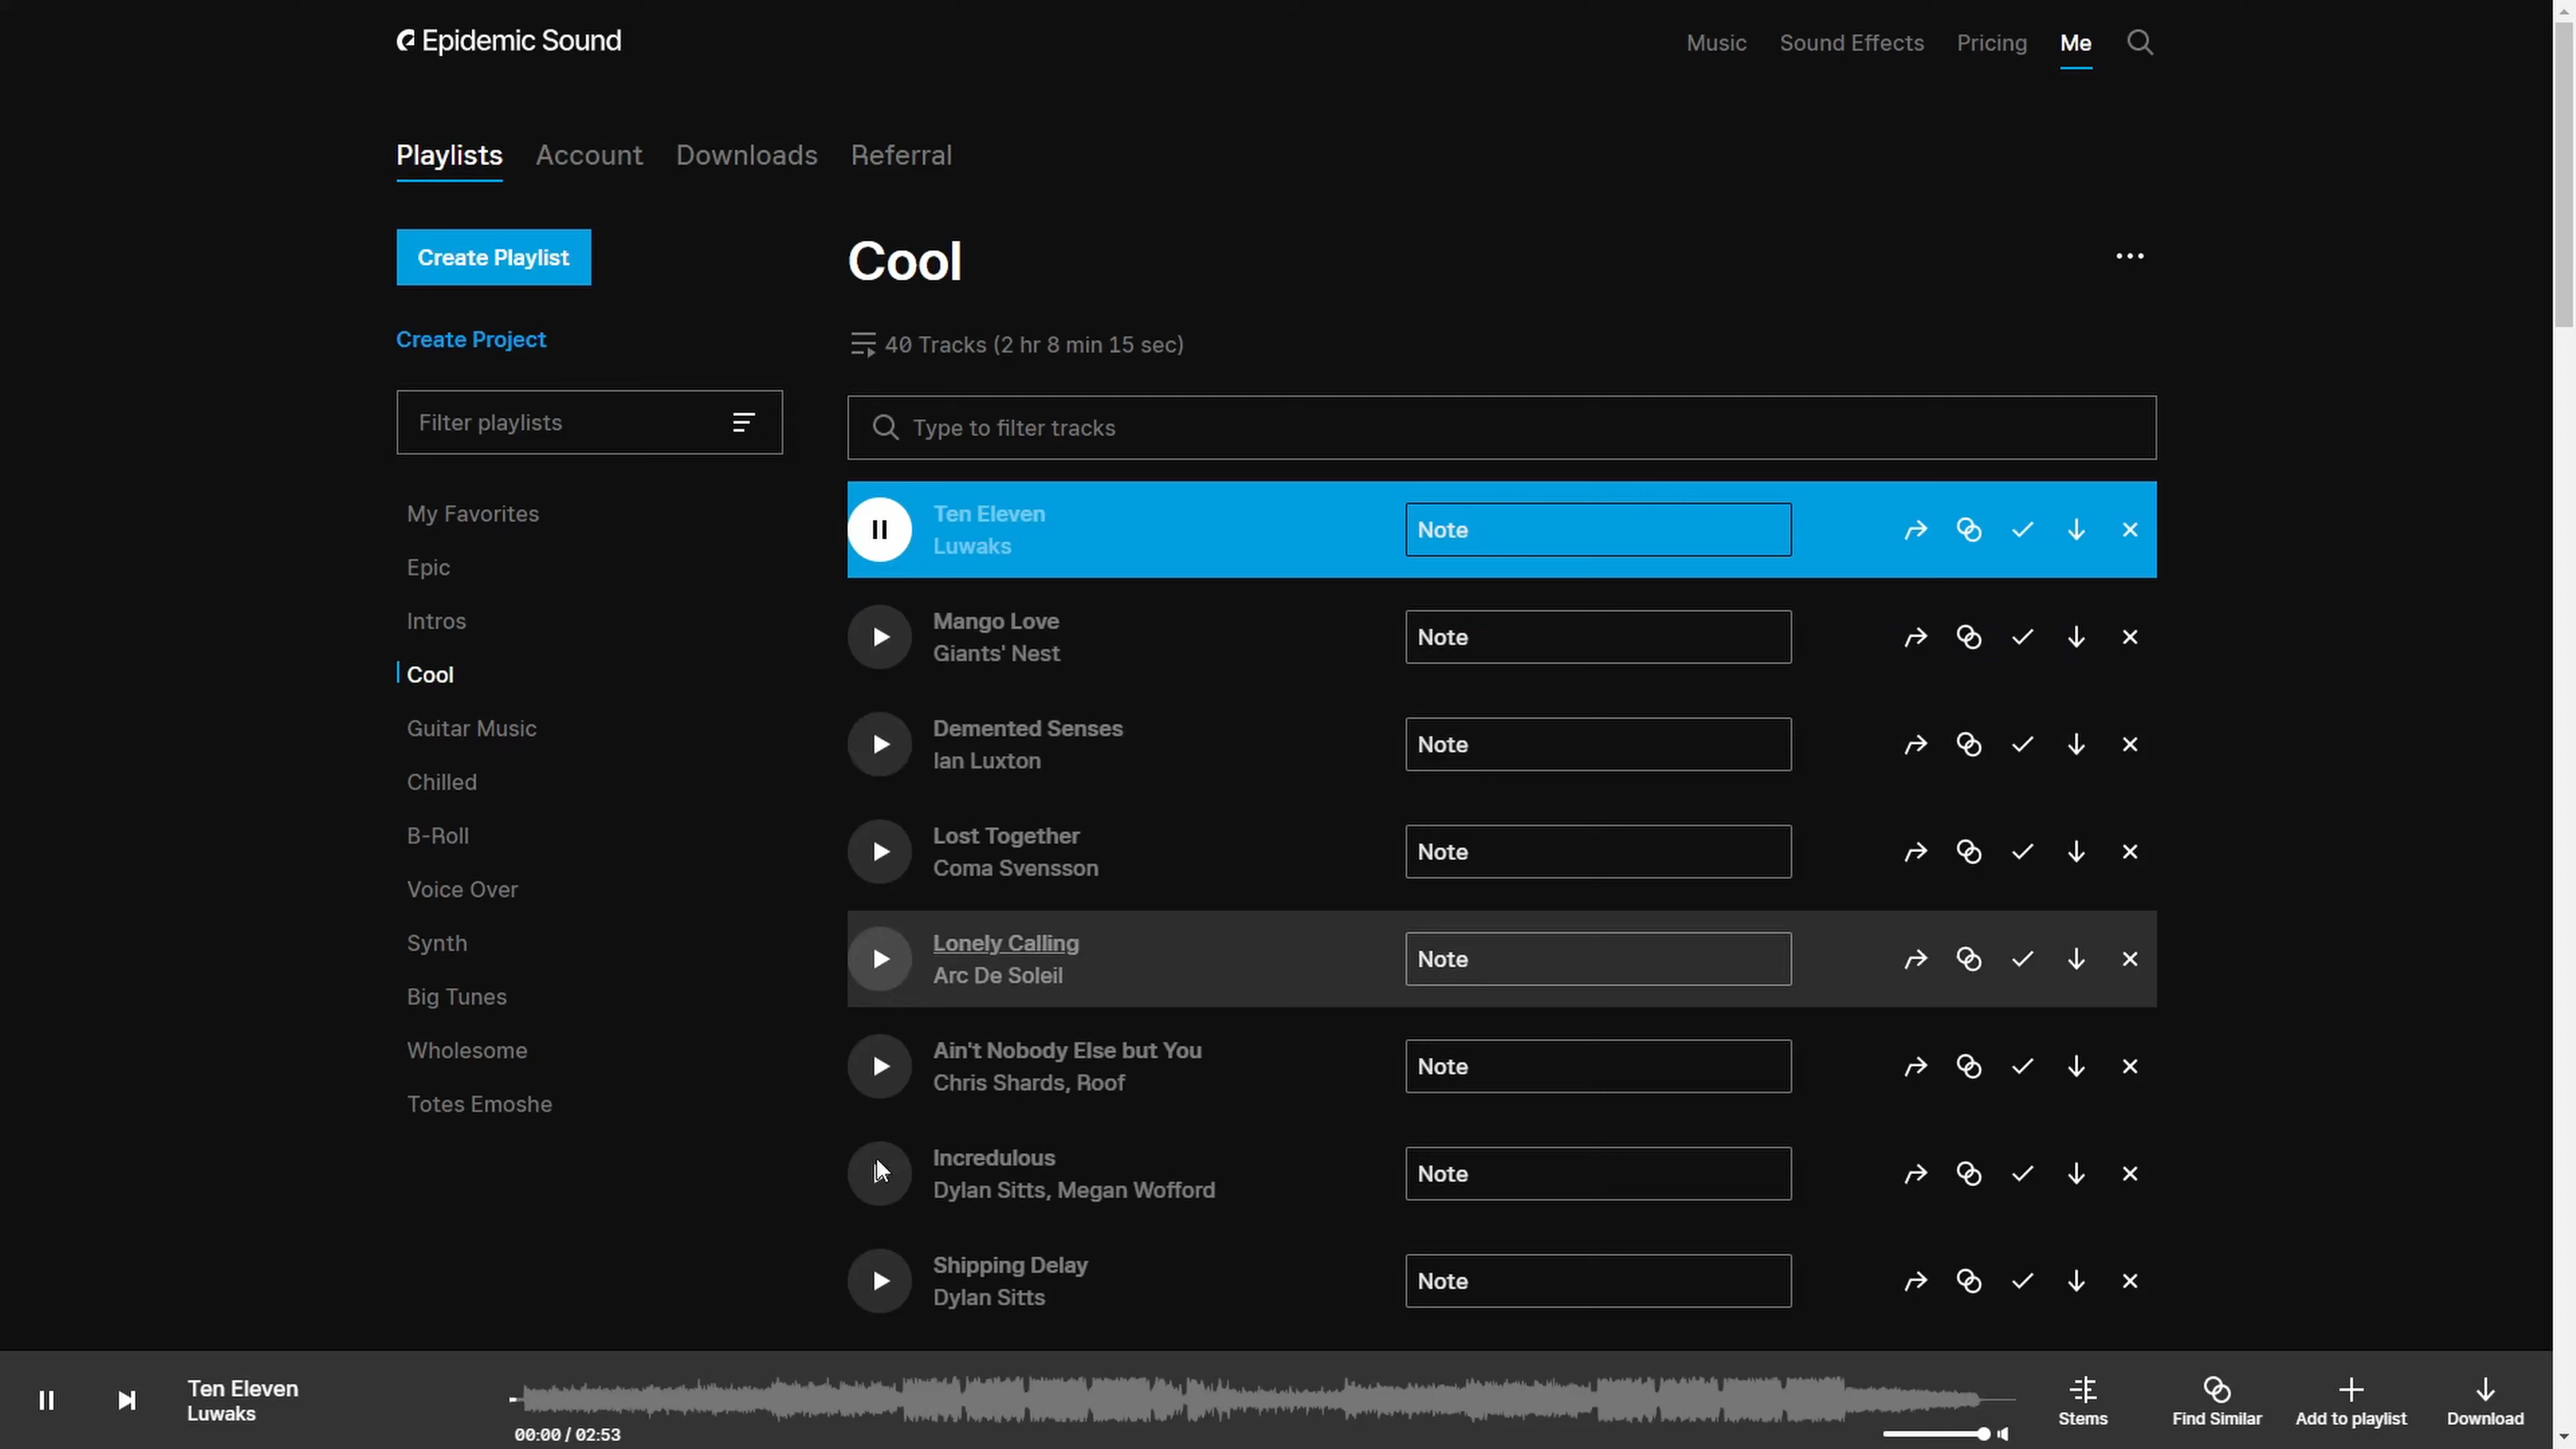 Epidemic Sound
Music Sound Effects Pricing Me
Playlists Account Downloads Referral
Create Playlist
Create Project
Filter playlists
My Favorites
Epic
Intros
Cool
Guitar Music
Chilled
B-Roll
Voice Over
Synth
Big Tunes
Wholesome
Totes Emoshe
Cool
40 Tracks (2 hr 8 min 15 sec)
Type to filter tracks
Ten Eleven
Luwaks
Note
Mango Love
Giants' Nest
Note
Demented Senses
Ian Luxton
Note
Lost Together
Coma Svensson
Note
Lonely Calling
Arc De Soleil
Note
Ain't Nobody Else but You
Chris Shards, Roof
Note
Incredulous
Dylan Sitts, Megan Wofford
Note
Shipping Delay
Dylan Sitts
Note
Ten Eleven
Luwaks
00:00 / 02:53
Stems
Find Similar
Add to playlist
Download